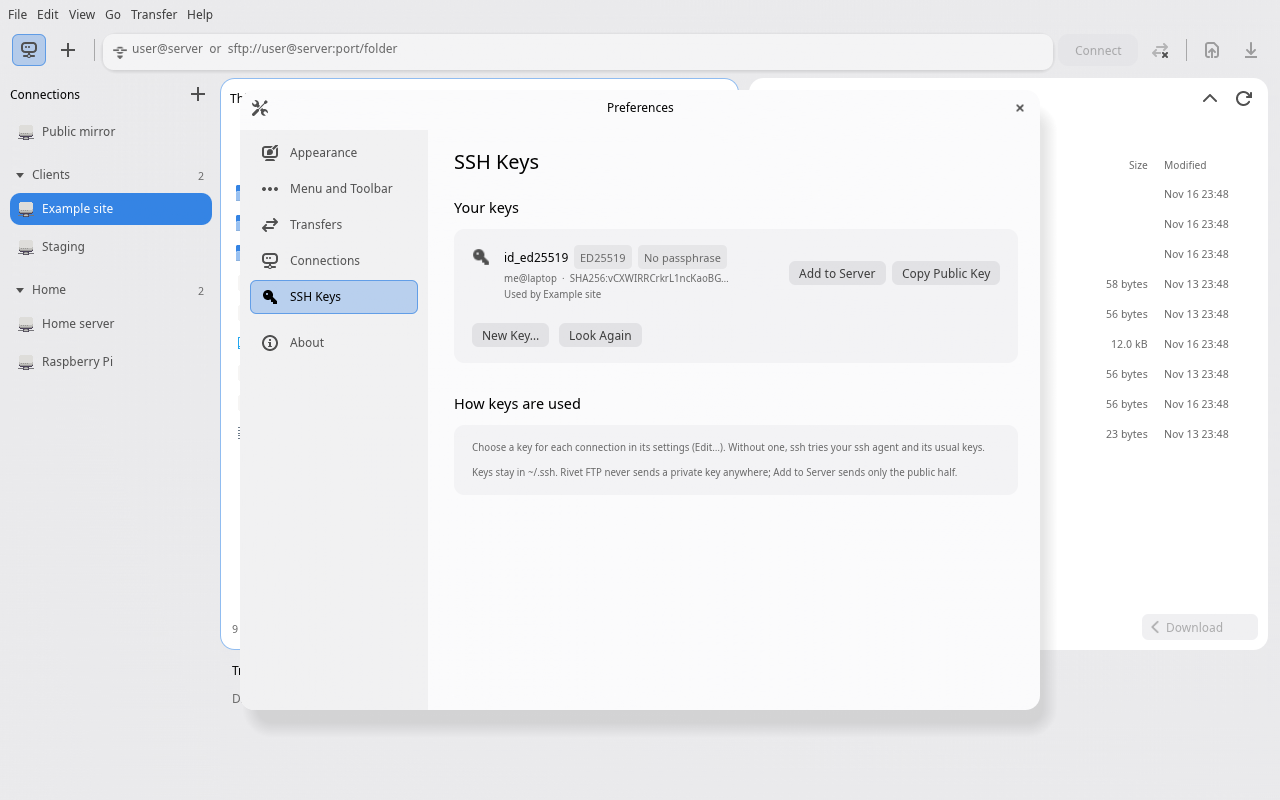 File Edit View Go Transfer Help
user@server or sftp://user@server:port/folder
Connect
Connections
Public mirror
Clients 2
Example site
Staging
Home 2
Home server
Raspberry Pi
Preferences
Appearance
Menu and Toolbar
Transfers
Connections
SSH Keys
About
SSH Keys
Your keys
id_ed25519 ED25519 No passphrase
me@laptop · SHA256:vCXWIRRCrkrL1ncKaoBG...
Used by Example site
Add to Server Copy Public Key
New Key... Look Again
How keys are used
Choose a key for each connection in its settings (Edit...). Without one, ssh tries your ssh agent and its usual keys.
Keys stay in ~/.ssh. Rivet FTP never sends a private key anywhere; Add to Server sends only the public half.
Size Modified
Nov 16 23:48
Nov 16 23:48
Nov 16 23:48
58 bytes Nov 13 23:48
56 bytes Nov 13 23:48
12.0 kB Nov 16 23:48
56 bytes Nov 13 23:48
56 bytes Nov 16 23:48
23 bytes Nov 13 23:48
9
Download